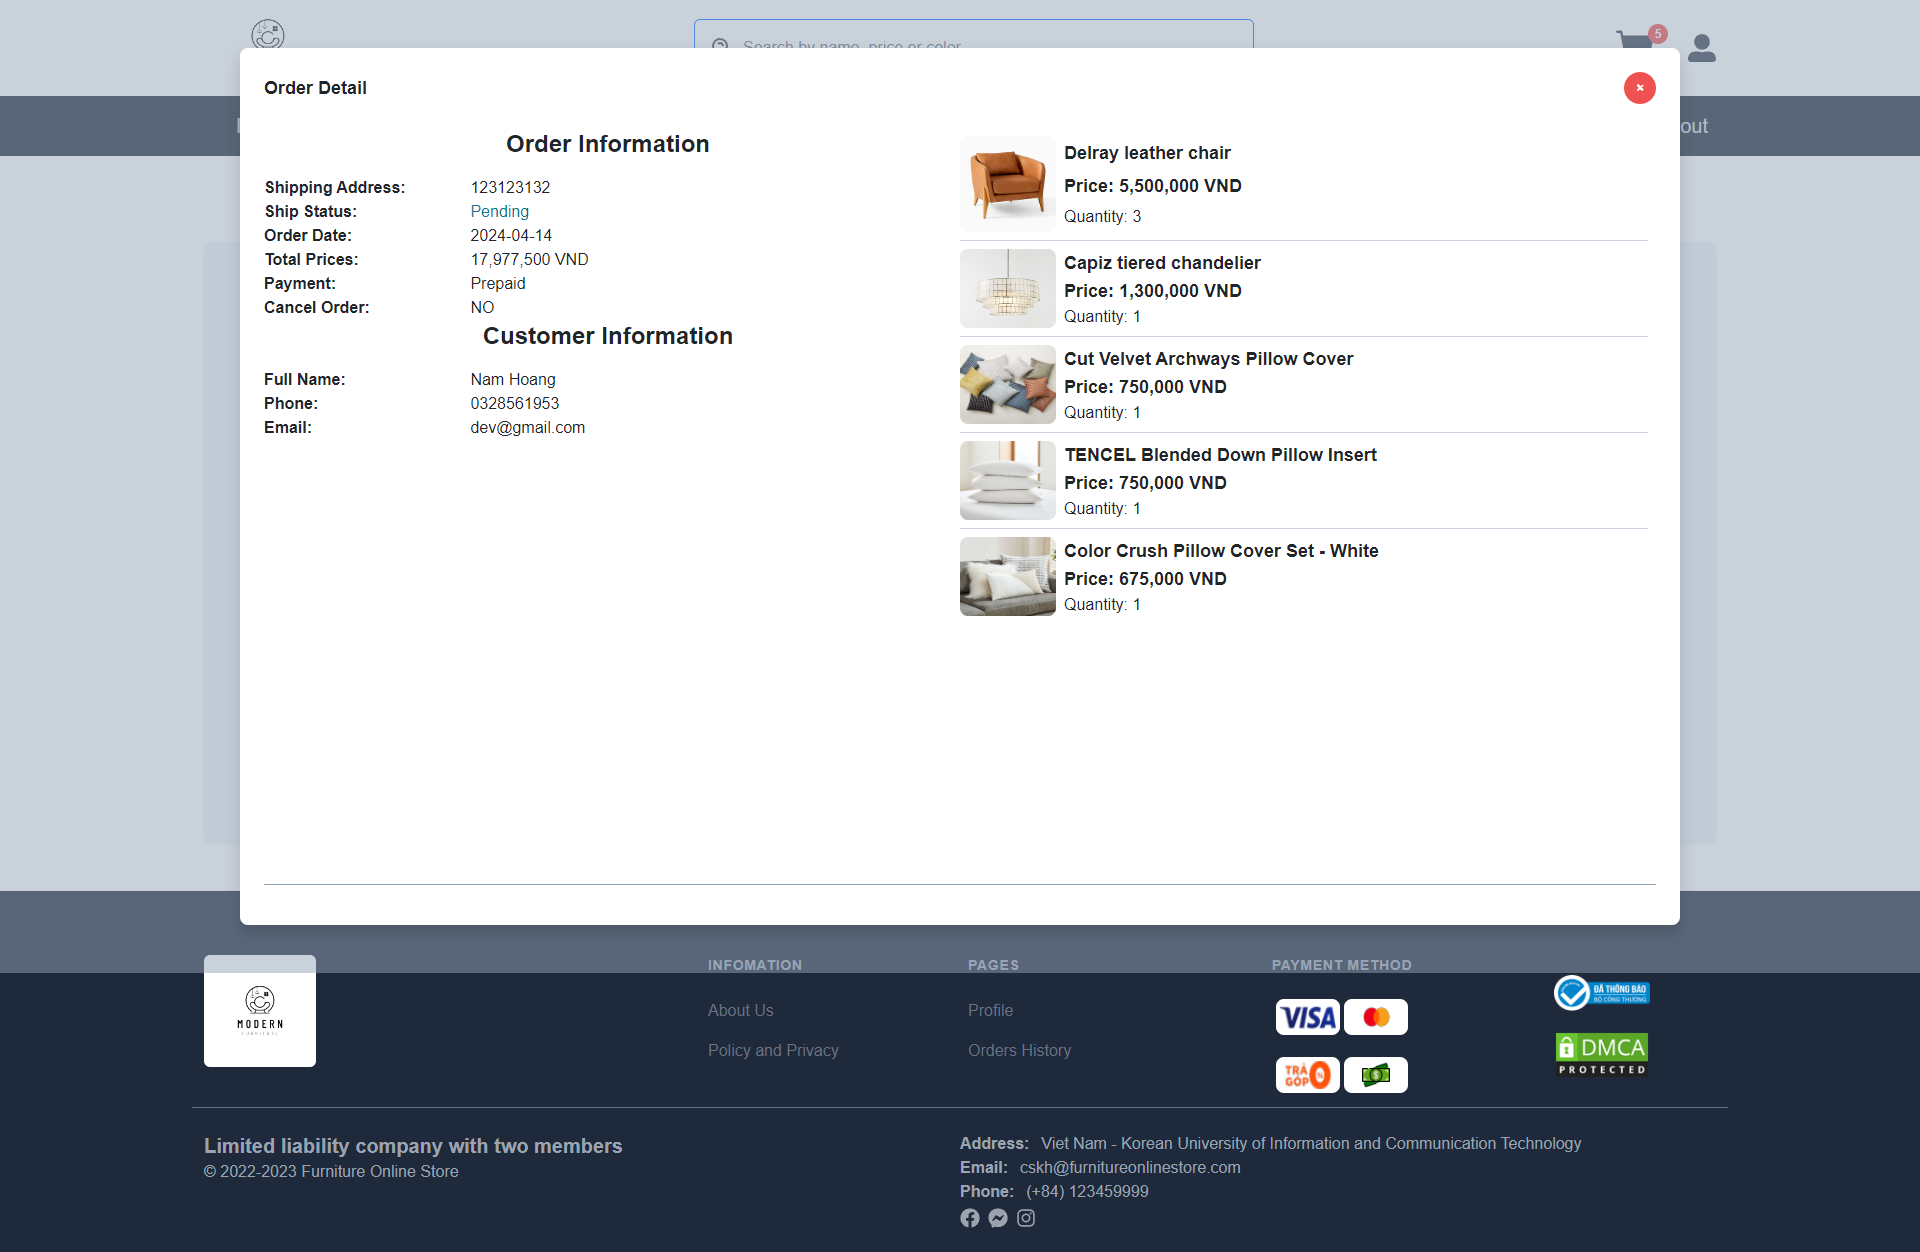 Search by name, price or color
5
out
Order Detail
×
Order Information
Shipping Address: 123123132
Ship Status: Pending
Order Date: 2024-04-14
Total Prices: 17,977,500 VND
Payment: Prepaid
Cancel Order: NO
Customer Information
Full Name: Nam Hoang
Phone: 0328561953
Email: dev@gmail.com
Delray leather chair
Price: 5,500,000 VND
Quantity: 3
Capiz tiered chandelier
Price: 1,300,000 VND
Quantity: 1
Cut Velvet Archways Pillow Cover
Price: 750,000 VND
Quantity: 1
TENCEL Blended Down Pillow Insert
Price: 750,000 VND
Quantity: 1
Color Crush Pillow Cover Set - White
Price: 675,000 VND
Quantity: 1
MODERN
FURNITURE
INFOMATION
About Us
Policy and Privacy
PAGES
Profile
Orders History
PAYMENT METHOD
VISA
TRẢ GÓP 0%
ĐÃ THÔNG BÁO
BỘ CÔNG THƯƠNG
DMCA
PROTECTED
Limited liability company with two members
© 2022-2023 Furniture Online Store
Address: Viet Nam - Korean University of Information and Communication Technology
Email: cskh@furnitureonlinestore.com
Phone: (+84) 123459999